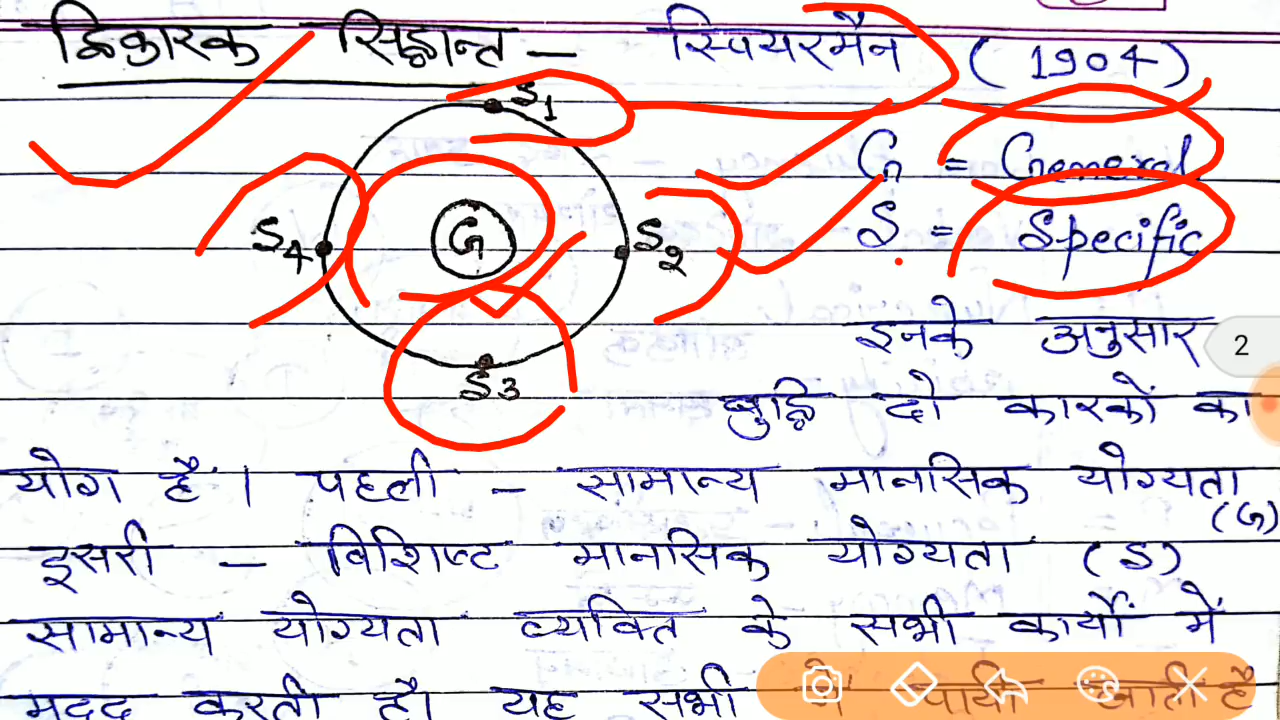 द्विकारक सिद्धान्त — स्पियरमैन (1904)
S1
G = General
S4 G S2
S = Specific
S3
इनके अनुसार
2
बुद्धि दो कारकों का
योग है। पहली – सामान्य मानसिक योग्यता (G)
दूसरी – विशिष्ट मानसिक योग्यता (S)
सामान्य योग्यता व्यक्ति के सभी कार्यों में
मदद करती है। यह सभी में पायी जाती है